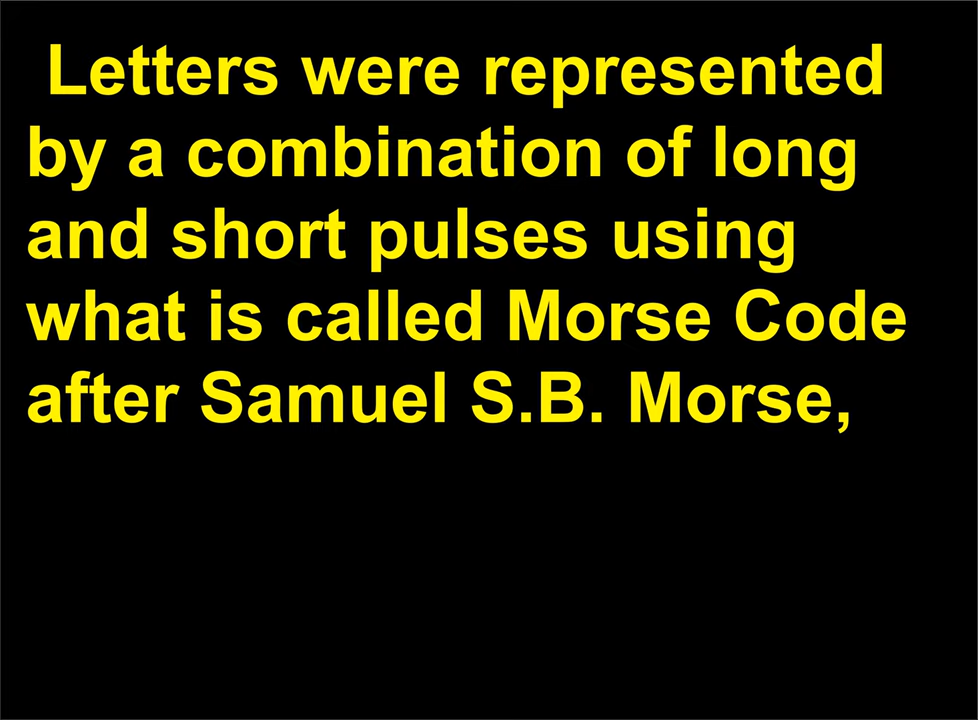 Letters were represented
by a combination of long
and short pulses using
what is called Morse Code
after Samuel S.B. Morse,